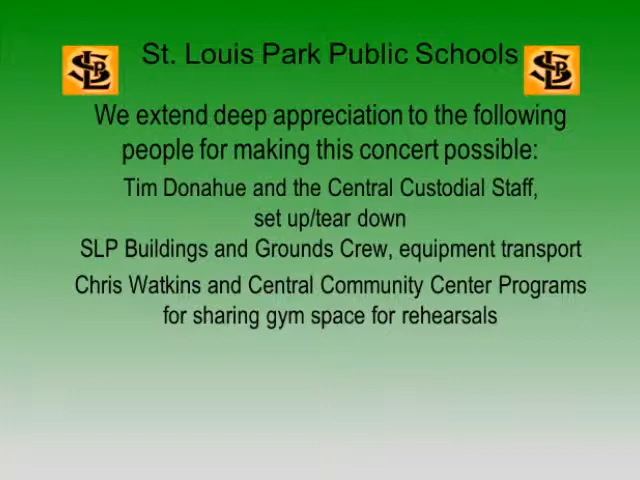 St. Louis Park Public Schools
SLP
SLP
We extend deep appreciation to the following
people for making this concert possible:
Tim Donahue and the Central Custodial Staff,
set up/tear down
SLP Buildings and Grounds Crew, equipment transport
Chris Watkins and Central Community Center Programs
for sharing gym space for rehearsals